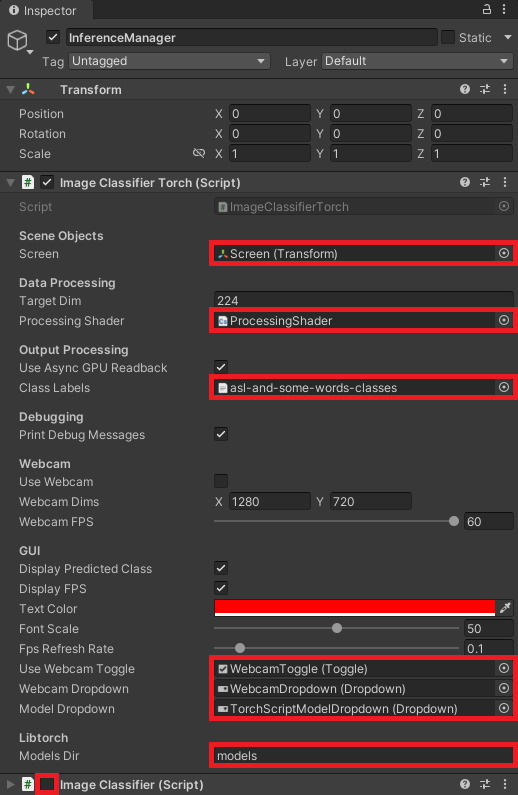 Inspector
InferenceManager Static
Tag Untagged Layer Default
Transform
Position X 0 Y 0 Z 0
Rotation X 0 Y 0 Z 0
Scale X 1 Y 1 Z 1
# Image Classifier Torch (Script)
Script # ImageClassifierTorch
Scene Objects
Screen Screen (Transform)
Data Processing
Target Dim 224
Processing Shader ProcessingShader
Output Processing
Use Async GPU Readback
Class Labels asl-and-some-words-classes
Debugging
Print Debug Messages
Webcam
Use Webcam
Webcam Dims X 1280 Y 720
Webcam FPS 60
GUI
Display Predicted Class
Display FPS
Text Color
Font Scale 50
Fps Refresh Rate 0.1
Use Webcam Toggle WebcamToggle (Toggle)
Webcam Dropdown WebcamDropdown (Dropdown)
Model Dropdown TorchScriptModelDropdown (Dropdown)
Libtorch
Models Dir models
# Image Classifier (Script)